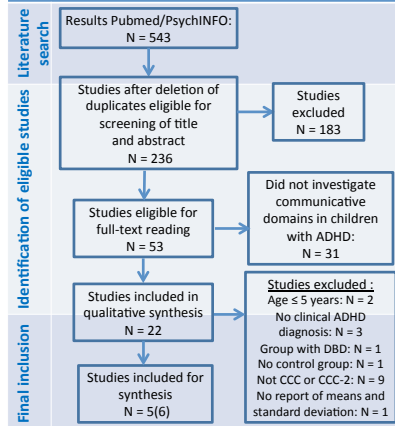 Literature
search
Results Pubmed/PsychINFO:
N = 543
Identification of eligible studies
Studies after deletion of
duplicates eligible for
screening of title
and abstract
N = 236
Studies
excluded
N = 183
Studies eligible for
full-text reading
N = 53
Did not investigate
communicative
domains in children
with ADHD:
N = 31
Studies included in
qualitative synthesis
N = 22
Studies excluded :
Age ≤ 5 years: N = 2
No clinical ADHD
diagnosis: N = 3
Group with DBD: N = 1
No control group: N = 1
Not CCC or CCC-2: N = 9
No report of means and
standard deviation: N = 1
Final inclusion
Studies included for
synthesis
N = 5(6)